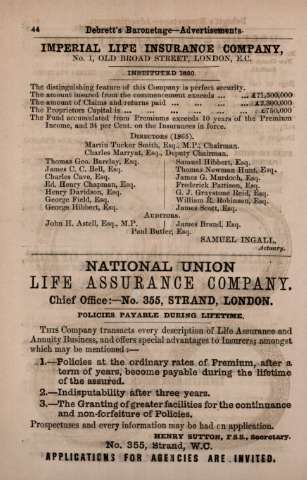 44 Debrett's Baronetage—Advertisements
IMPERIAL LIFE INSURANCE COMPANY,
No. 1, OLD BROAD STREET, LONDON, E.C.
INSTITUTED 1820.
The distinguishing feature of this Company is perfect security.
The amount insured from the commencement exceeds ... ... £71,500,000
The amount of Claims and returns paid ... ... ... ... £2,300,000
The Proprietors Capital is ... ... ... ... ... £750,000
The Fund accumulated from Premiums exceeds 10 years of the Premium
Income, and 34 per Cent. on the Insurances in force.
DIRECTORS (1865).
Martin Tucker Smith, Esq., M.P., Chairman.
Charles Marryat, Esq., Deputy Chairman.
Thomas Geo. Barclay, Esq. Samuel Hibbert, Esq.
James C. C. Bell, Esq. Thomas Newman Hunt, Esq.
Charles Cave, Esq. James G. Murdoch, Esq.
Ed. Henry Chapman, Esq. Frederick Pattison, Esq.
Henry Davidson, Esq. G. J. Graystone Reid, Esq.
George Field, Esq. William R. Robinson, Esq.
George Hibbert, Esq. James Scott, Esq.
AUDITORS.
John H. Astell, Esq., M.P. James Brand, Esq.
Paul Butler, Esq.
SAMUEL INGALL,
Actuary.
NATIONAL UNION
LIFE ASSURANCE COMPANY.
Chief Office:—No. 355, STRAND, LONDON.
POLICIES PAYABLE DURING LIFETIME.
THIS Company transacts every description of Life Assurance and
Annuity Business, and offers special advantages to Insurers; amongst
which may be mentioned:—
1.—Policies at the ordinary rates of Premium, after a
term of years, become payable during the lifetime
of the assured.
2.—Indisputability after three years.
3.—The Granting of greater facilities for the continuance
and non-forfeiture of Policies.
Prospectuses and every information may be had on application.
HENRY SUTTON, F.S.S., Secretary.
No. 355, Strand, W.C.
APPLICATIONS FOR AGENCIES ARE INVITED.